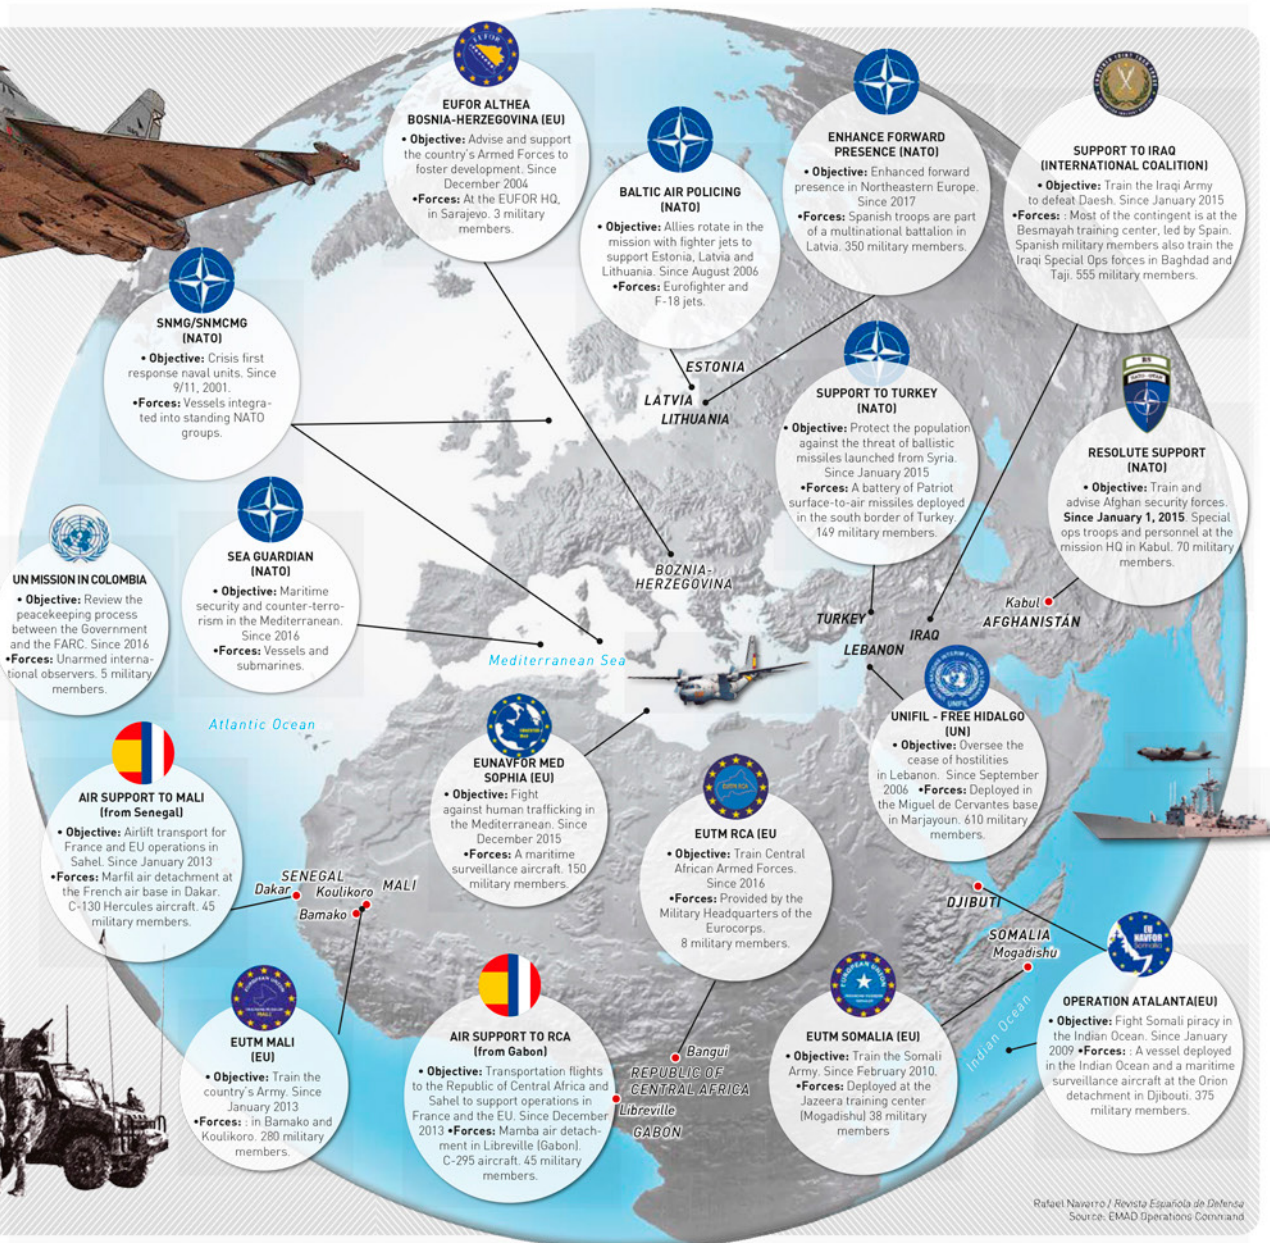 EUFOR ALTHEA
BOSNIA-HERZEGOVINA (EU)
• Objective: Advise and support
the country's Armed Forces to
foster development. Since
December 2004
•Forces: At the EUFOR HQ,
in Sarajevo. 3 military
members.
BALTIC AIR POLICING
(NATO)
• Objective: Allies rotate in the
mission with fighter jets to
support Estonia, Latvia and
Lithuania. Since August 2006
•Forces: Eurofighter and
F-18 jets.
ENHANCE FORWARD
PRESENCE (NATO)
• Objective: Enhanced forward
presence in Northeastern Europe.
Since 2017
•Forces: Spanish troops are part
of a multinational battalion in
Latvia. 350 military members.
SUPPORT TO IRAQ
(INTERNATIONAL COALITION)
• Objective: Train the Iraqi Army
to defeat Daesh. Since January 2015
•Forces: : Most of the contingent is at the
Besmayah training center, led by Spain.
Spanish military members also train the
Iraqi Special Ops forces in Baghdad and
Taji. 555 military members.
SNMG/SNMCMG
(NATO)
• Objective: Crisis first
response naval units. Since
9/11, 2001.
•Forces: Vessels integra-
ted into standing NATO
groups.
ESTONIA
LATVIA
LITHUANIA
SUPPORT TO TURKEY
(NATO)
• Objective: Protect the population
against the threat of ballistic
missiles launched from Syria.
Since January 2015
•Forces: A battery of Patriot
surface-to-air missiles deployed
in the south border of Turkey.
149 military members.
RESOLUTE SUPPORT
(NATO)
• Objective: Train and
advise Afghan security forces.
Since January 1, 2015. Special
ops troops and personnel at the
mission HQ in Kabul. 70 military
members.
UN MISSION IN COLOMBIA
• Objective: Review the
peacekeeping process
between the Government
and the FARC. Since 2016
•Forces: Unarmed interna-
tional observers. 5 military
members.
SEA GUARDIAN
(NATO)
• Objective: Maritime
security and counter-terro-
rism in the Mediterranean.
Since 2016
•Forces: Vessels and
submarines.
BOZNIA-
HERZEGOVINA
TURKEY
LEBANON
IRAQ
Kabul
AFGHANISTÁN
Mediterranean Sea
Atlantic Ocean
UNIFIL
UNIFIL - FREE HIDALGO
(UN)
• Objective: Oversee the
cease of hostilities
in Lebanon. Since September
2006 •Forces: Deployed in
the Miguel de Cervantes base
in Marjayoun. 610 military
members.
AIR SUPPORT TO MALI
(from Senegal)
• Objective: Airlift transport for
France and EU operations in
Sahel. Since January 2013
•Forces: Marfil air detachment at
the French air base in Dakar.
C-130 Hercules aircraft. 45
military members.
EUNAVFOR MED
SOPHIA (EU)
• Objective: Fight
against human trafficking in
the Mediterranean. Since
December 2015
•Forces: A maritime
surveillance aircraft. 150
military members.
EUTM RCA
EUTM RCA (EU
• Objective: Train Central
African Armed Forces.
Since 2016
•Forces: Provided by the
Military Headquarters of the
Eurocorps.
8 military members.
SENEGAL
Dakar
Koulikoro
MALI
Bamako
DJIBUTI
SOMALIA
Mogadishu
Indian Ocean
EUROPEAN UNION
MALI
EUTM MALI
(EU)
• Objective: Train the
country's Army. Since
January 2013
•Forces: : in Bamako and
Koulikoro. 280 military
members.
AIR SUPPORT TO RCA
(from Gabon)
• Objective: Transportation flights
to the Republic of Central Africa and
Sahel to support operations in
France and the EU. Since December
2013 •Forces: Mamba air detach-
ment in Libreville (Gabon).
C-295 aircraft. 45 military
members.
Bangui
REPUBLIC OF
CENTRAL AFRICA
Libreville
GABON
EUROPEAN UNION
EUTM SOMALIA (EU)
• Objective: Train the Somali
Army. Since February 2010.
•Forces: Deployed at the
Jazeera training center
(Mogadishu) 38 military
members
EU
NAVFOR
Somalia
OPERATION ATALANTA(EU)
• Objective: Fight Somali piracy in
the Indian Ocean. Since January
2009 •Forces: : A vessel deployed
in the Indian Ocean and a maritime
surveillance aircraft at the Orion
detachment in Djibouti. 375
military members.
Rafael Navarro / Revista Española de Defensa
Source: EMAD Operations Command